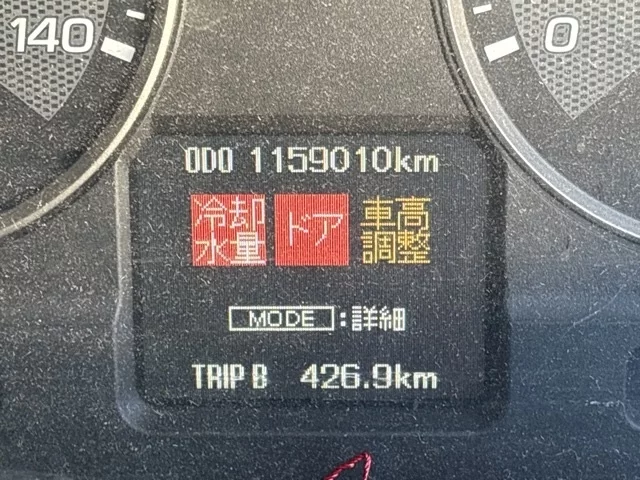 140
0
ODO 1159010km
冷却水量 ドア 車高調整
MODE:詳細
TRIP B 426.9km